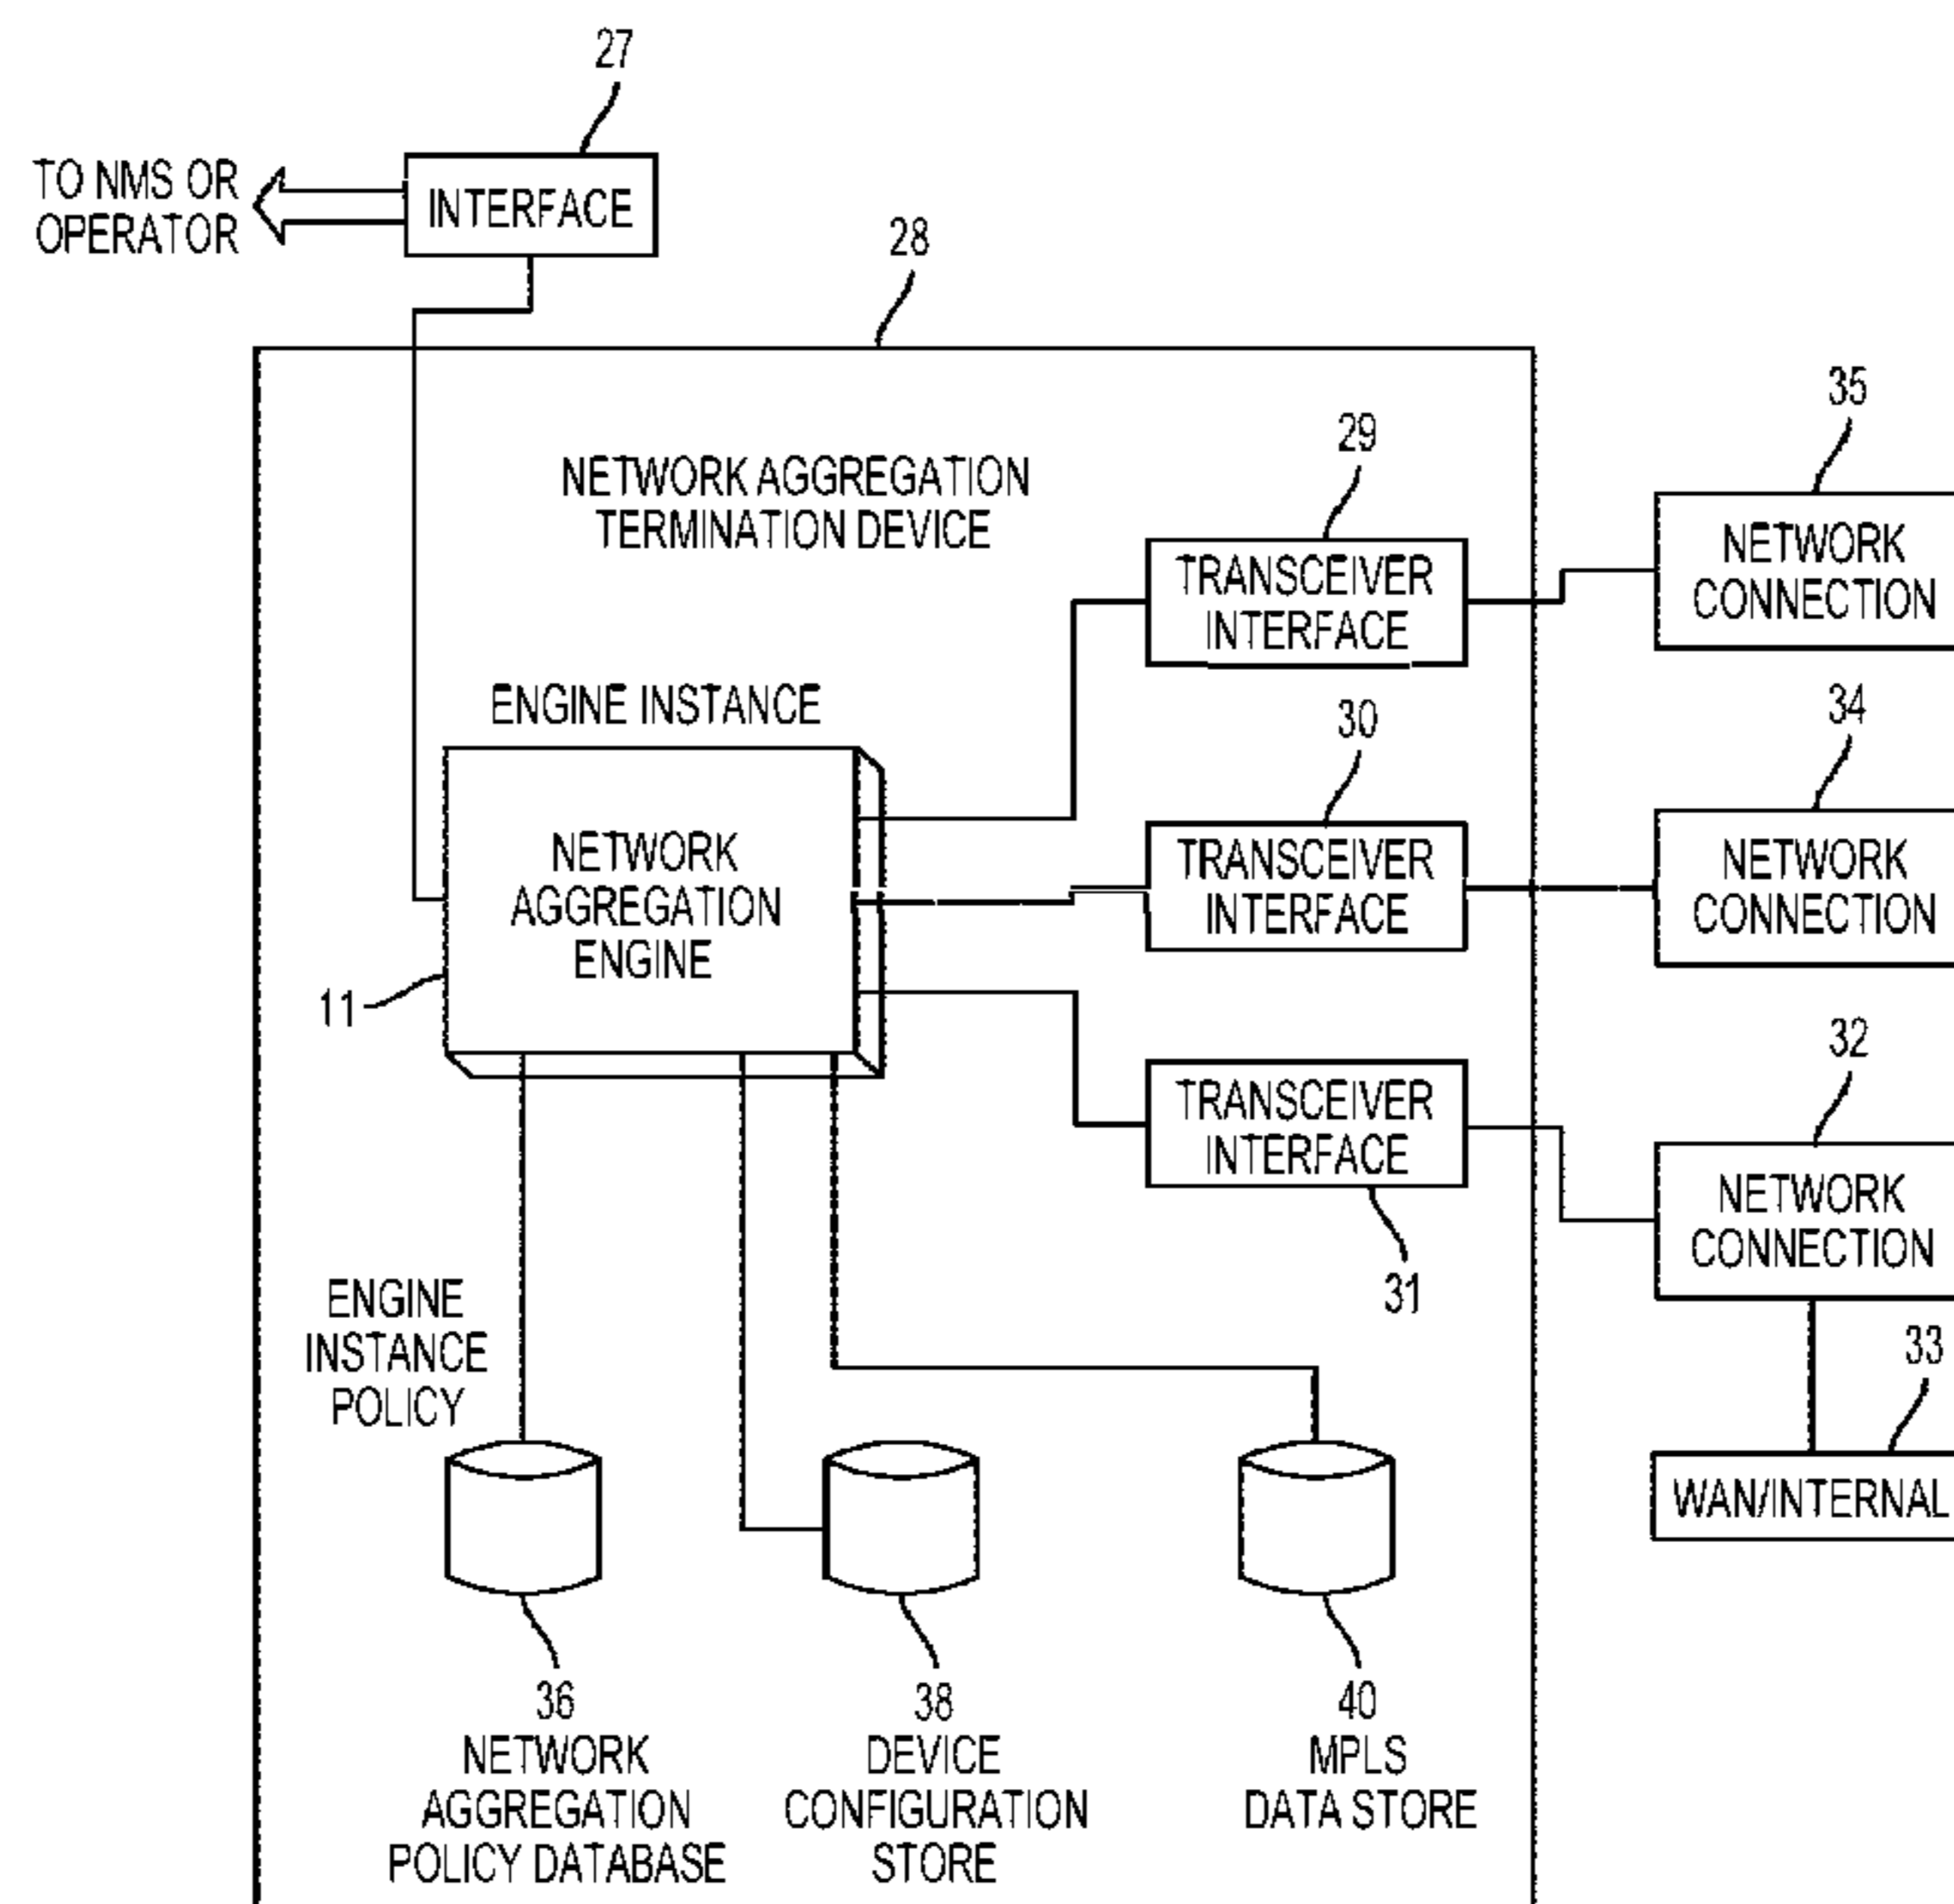 27
TO NMS OR
OPERATOR
INTERFACE
28
35
29
NETWORK AGGREGATION
TERMINATION DEVICE
NETWORK
CONNECTION
TRANSCEIVER
INTERFACE
ENGINE INSTANCE
34
30
NETWORK
AGGREGATION
ENGINE
TRANSCEIVER
INTERFACE
NETWORK
CONNECTION
11
32
TRANSCEIVER
INTERFACE
NETWORK
CONNECTION
31
ENGINE
INSTANCE
POLICY
33
WAN/INTERNAL
36
NETWORK
AGGREGATION
POLICY DATABASE
38
DEVICE
CONFIGURATION
STORE
40
MPLS
DATA STORE